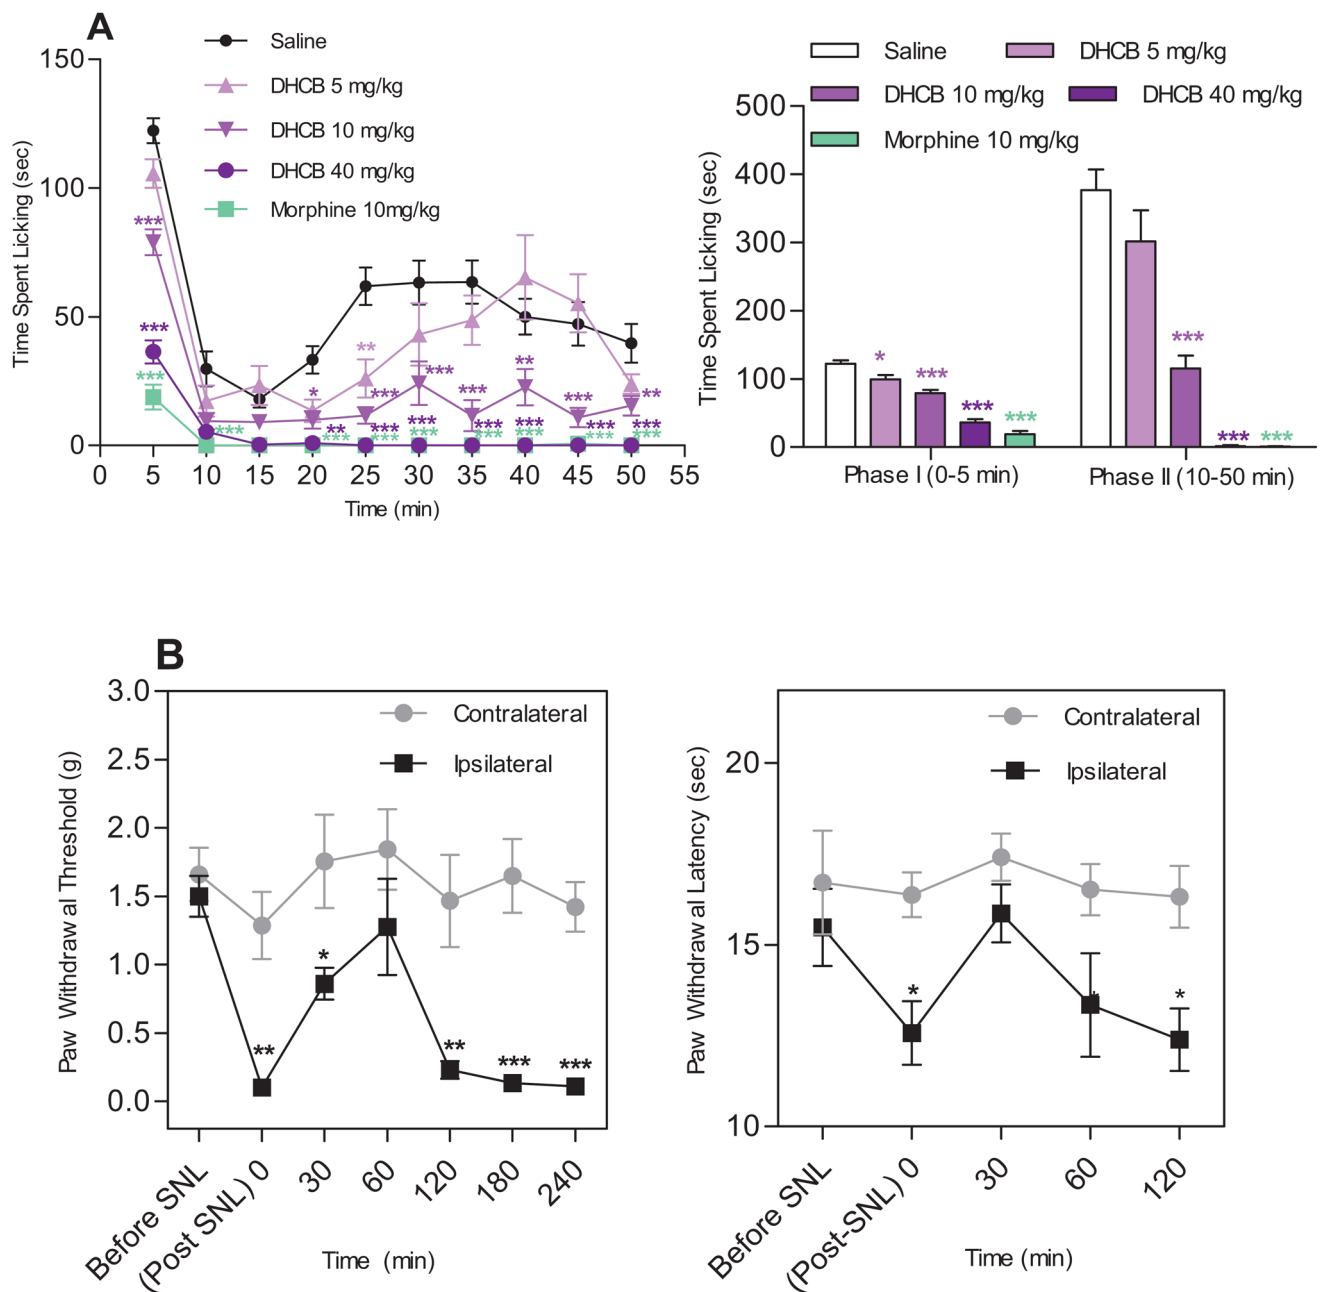 A
Saline
DHCB 5 mg/kg
DHCB 10 mg/kg
DHCB 40 mg/kg
Morphine 10mg/kg
Time Spent Licking (sec)
150
100
50
0
***
***
***
*
**
***
**
***
***
***
**
***
**
***
***
***
***
***
***
***
***
***
***
***
***
***
***
0 5 10 15 20 25 30 35 40 45 50 55
Time (min)
Saline DHCB 5 mg/kg
DHCB 10 mg/kg DHCB 40 mg/kg
Morphine 10 mg/kg
Time Spent Licking (sec)
500
400
300
200
100
0
* *** *** ***
*** *** ***
Phase I (0-5 min) Phase II (10-50 min)
B
Contralateral
Ipsilateral
Paw Withdrawal Threshold (g)
3.0
2.5
2.0
1.5
1.0
0.5
0.0
** * ** *** ***
Before SNL (Post SNL) 0 30 60 120 180 240
Time (min)
Contralateral
Ipsilateral
Paw Withdrawal Latency (sec)
20
15
10
* * *
Before SNL (Post-SNL) 0 30 60 120
Time (min)